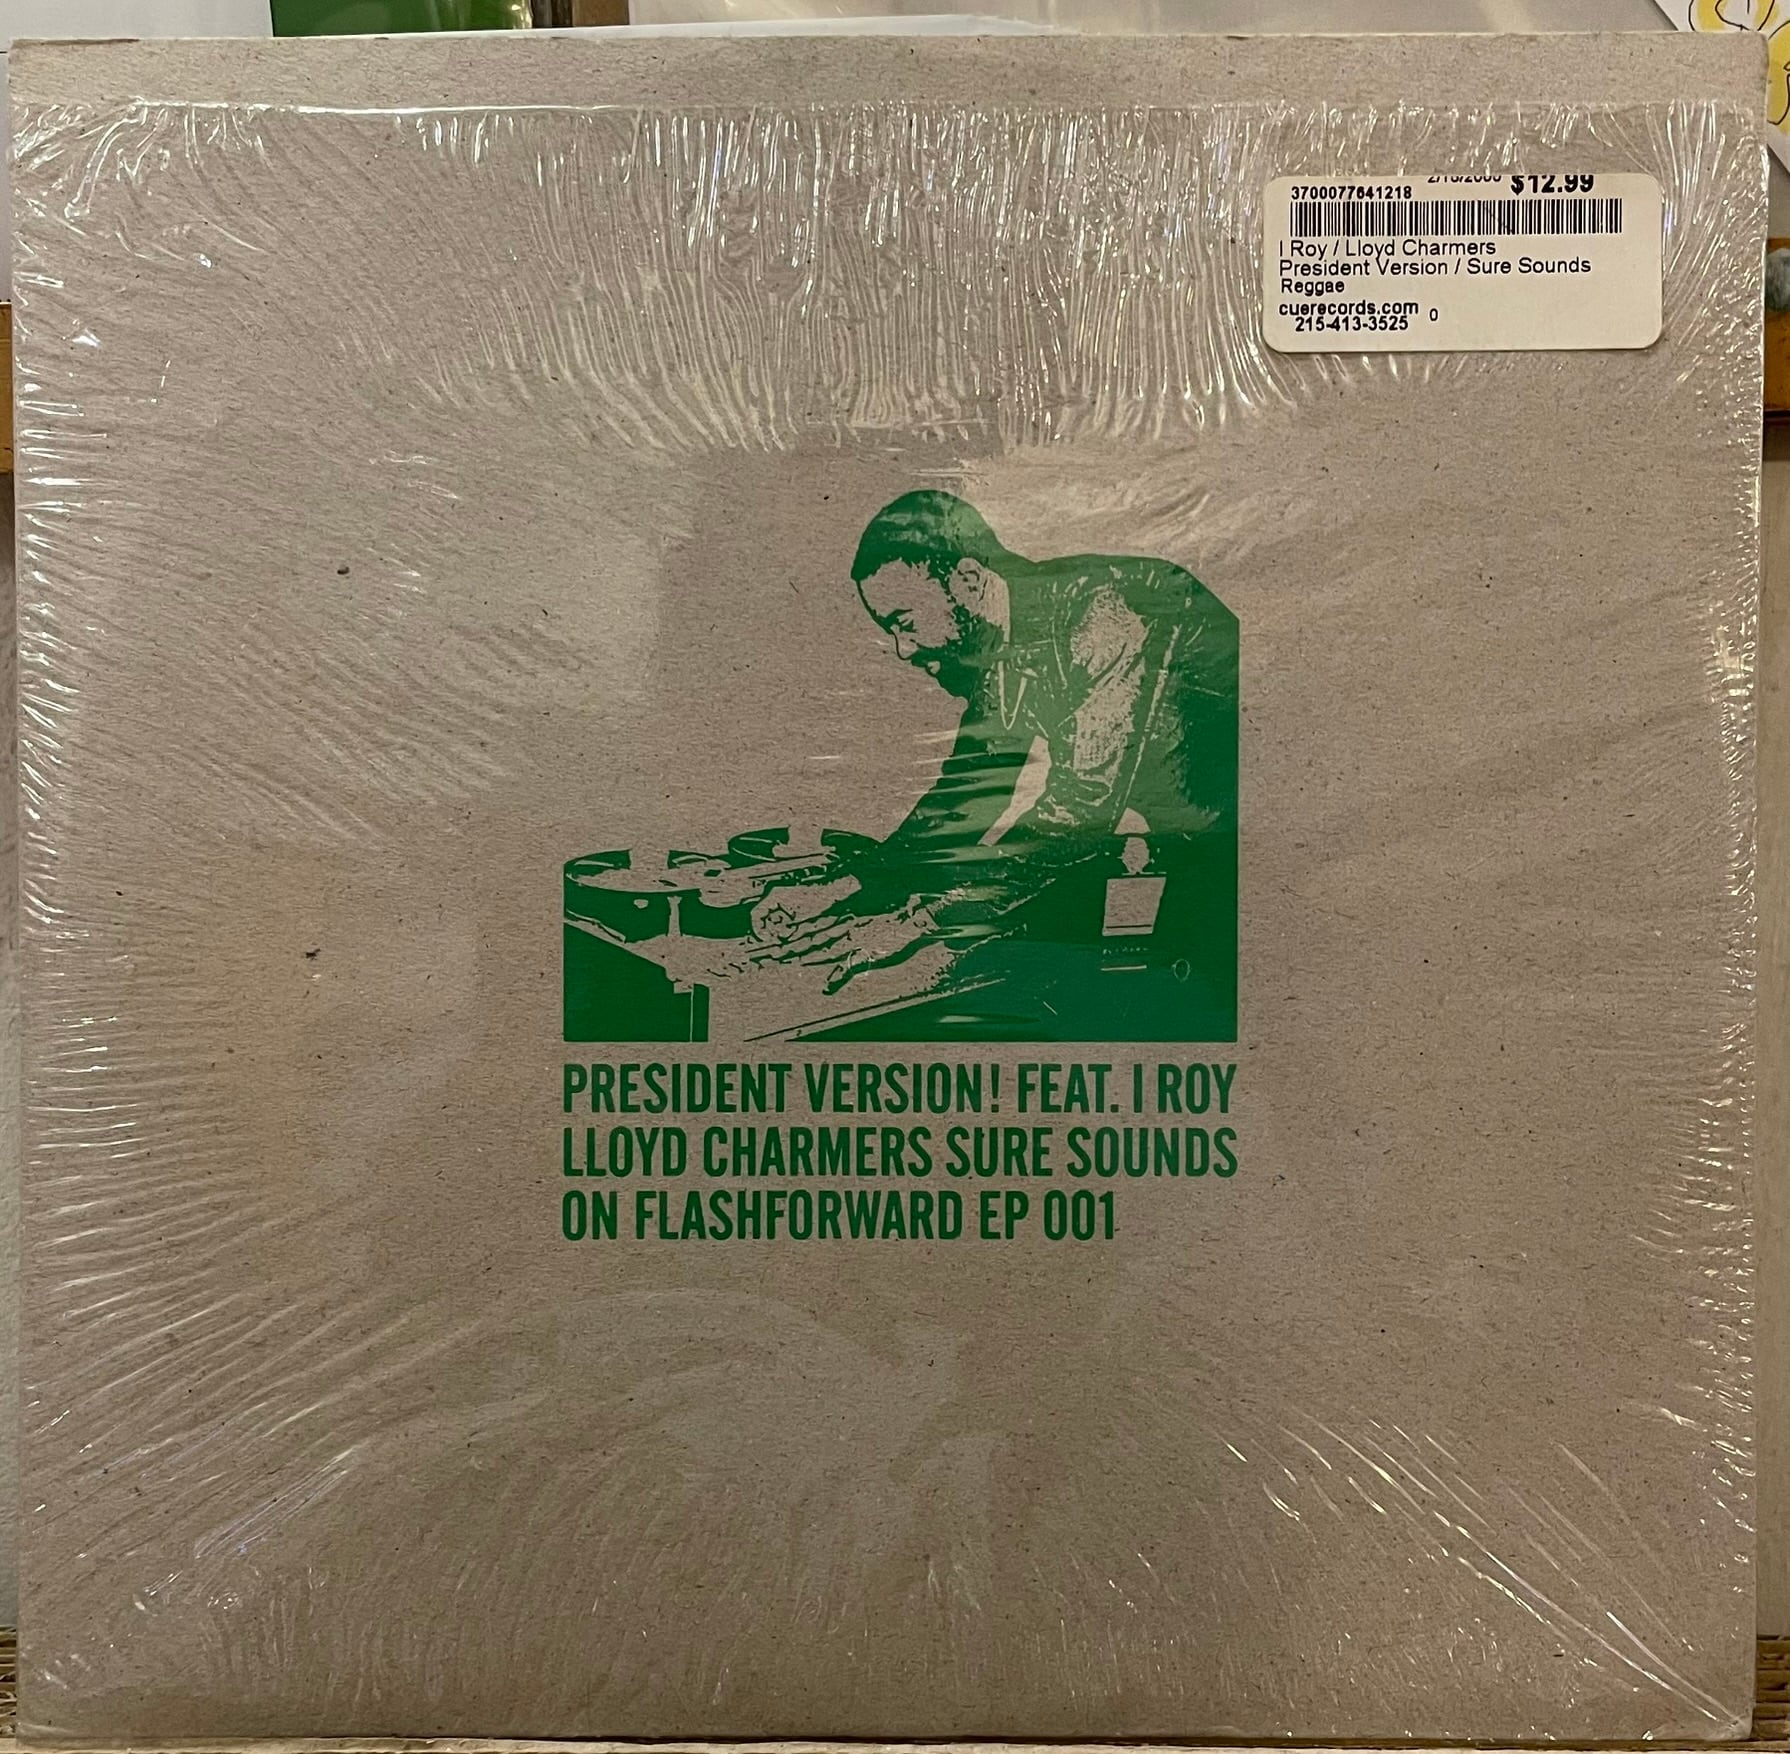 3700077641218 $12.99
I Roy / Lloyd Charmers
President Version / Sure Sounds
Reggae
cuerecords.com 0
215-413-3525
PRESIDENT VERSION! FEAT. I ROY
LLOYD CHARMERS SURE SOUNDS
ON FLASHFORWARD EP 001